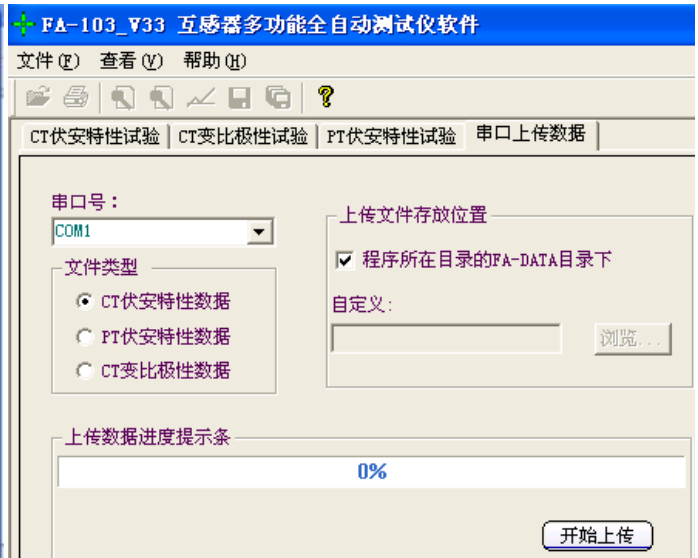 FA-103_V33 互感器多功能全自动测试仪软件
文件(F) 查看(V) 帮助(H)
CT伏安特性试验 CT变比极性试验 PT伏安特性试验 串口上传数据
串口号：
COM1
上传文件存放位置
程序所在目录的FA-DATA目录下
文件类型
CT伏安特性数据
自定义:
PT伏安特性数据
浏览...
CT变比极性数据
上传数据进度提示条
0%
开始上传